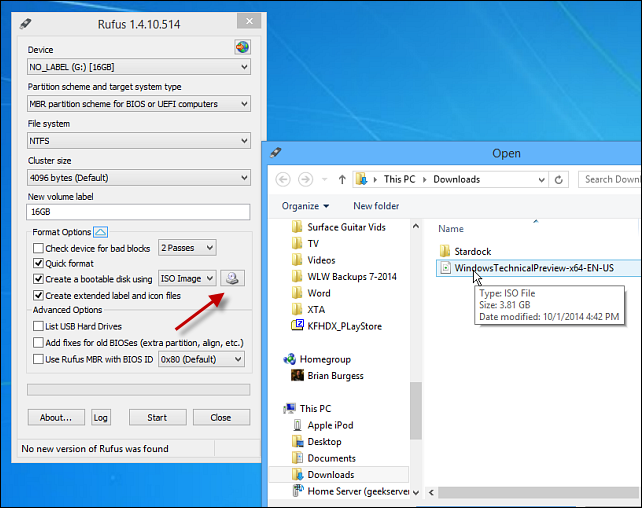 Rufus 1.4.10.514
Device
NO_LABEL (G:) [16GB]
Partition scheme and target system type
MBR partition scheme for BIOS or UEFI computers
File system
NTFS
Cluster size
4096 bytes (Default)
New volume label
16GB
Format Options
Check device for bad blocks 2 Passes
Quick format
Create a bootable disk using ISO Image
Create extended label and icon files
Advanced Options
List USB Hard Drives
Add fixes for old BIOSes (extra partition, align, etc.)
Use Rufus MBR with BIOS ID 0x80 (Default)
About... Log Start Close
No new version of Rufus was found
Open
This PC Downloads
Search Down
Organize New folder
Surface Guitar Vids
TV
Videos
WLW Backups 7-2014
Word
XTA
KFHDX_PLayStore
Homegroup
Brian Burgess
This PC
Apple iPod
Desktop
Documents
Downloads
Home Server (geekserver
Name
Stardock
WindowsTechnicalPreview-x64-EN-US
Type: ISO File
Size: 3.81 GB
Date modified: 10/1/2014 4:42 PM